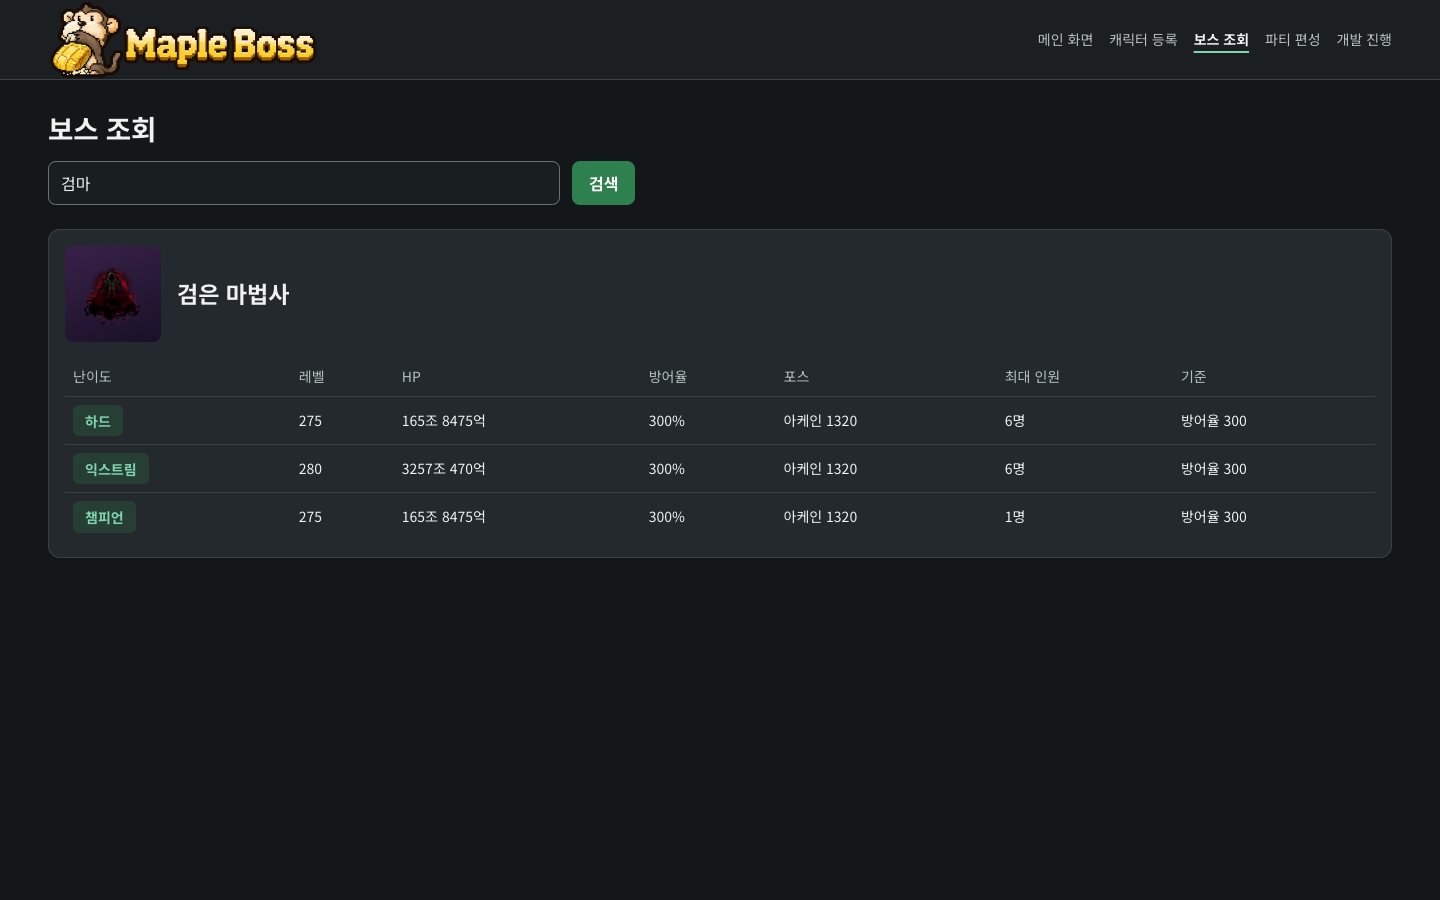 Maple Boss
메인 화면 캐릭터 등록 보스 조회 파티 편성 개발 진행
보스 조회
검마
검색
검은 마법사
난이도 레벨 HP 방어율 포스 최대 인원 기준
하드 275 165조 8475억 300% 아케인 1320 6명 방어율 300
익스트림 280 3257조 470억 300% 아케인 1320 6명 방어율 300
챔피언 275 165조 8475억 300% 아케인 1320 1명 방어율 300